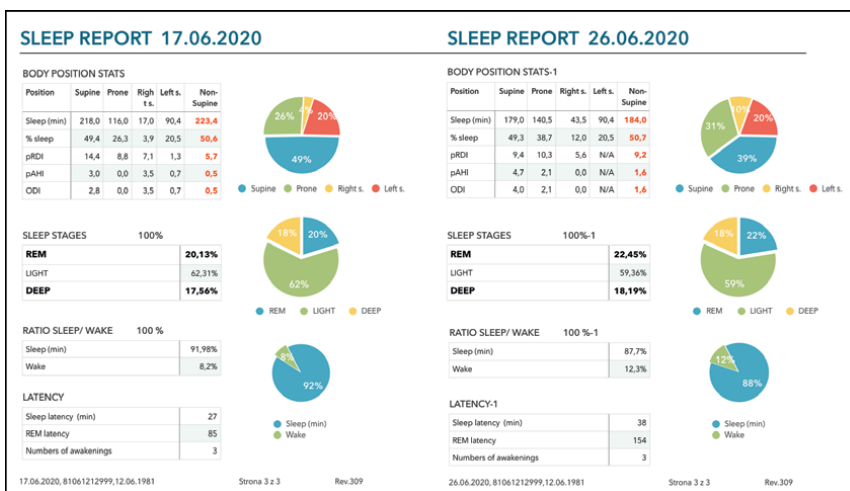 SLEEP REPORT 17.06.2020
BODY POSITION STATS
Position Supine Prone Righ t s. Left s. Non-Supine
Sleep (min) 218,0 116,0 17,0 90,4 223,4
% sleep 49,4 26,3 3,9 20,5 50,6
pRDI 14,4 8,8 7,1 1,3 5,7
pAHI 3,0 0,0 3,5 0,7 0,5
ODI 2,8 0,0 3,5 0,7 0,5
26% 4% 20%
49%
Supine Prone Right s. Left s.
SLEEP STAGES 100%
REM 20,13%
LIGHT 62,31%
DEEP 17,56%
18% 20%
62%
REM LIGHT DEEP
RATIO SLEEP/ WAKE 100 %
Sleep (min) 91,98%
Wake 8,2%
8%
92%
Sleep (min)
Wake
LATENCY
Sleep latency (min) 27
REM latency 85
Numbers of awakenings 3
17.06.2020, 81061212999,12.06.1981 Strona 3 z 3 Rev.309
SLEEP REPORT 26.06.2020
BODY POSITION STATS-1
Position Supine Prone Right s. Left s. Non-Supine
Sleep (min) 179,0 140,5 43,5 90,4 184,0
% sleep 49,3 38,7 12,0 20,5 50,7
pRDI 9,4 10,3 5,6 N/A 9,2
pAHI 4,7 2,1 0,0 N/A 1,6
ODI 4,0 2,1 0,0 N/A 1,6
10%
31% 20%
39%
Supine Prone Right s. Left s.
SLEEP STAGES 100%-1
REM 22,45%
LIGHT 59,36%
DEEP 18,19%
18% 22%
59%
REM LIGHT DEEP
RATIO SLEEP/ WAKE 100 %-1
Sleep (min) 87,7%
Wake 12,3%
12%
88%
Sleep (min)
Wake
LATENCY-1
Sleep latency (min) 38
REM latency 154
Numbers of awakenings 3
26.06.2020, 81061212999,12.06.1981 Strona 3 z 3 Rev.309